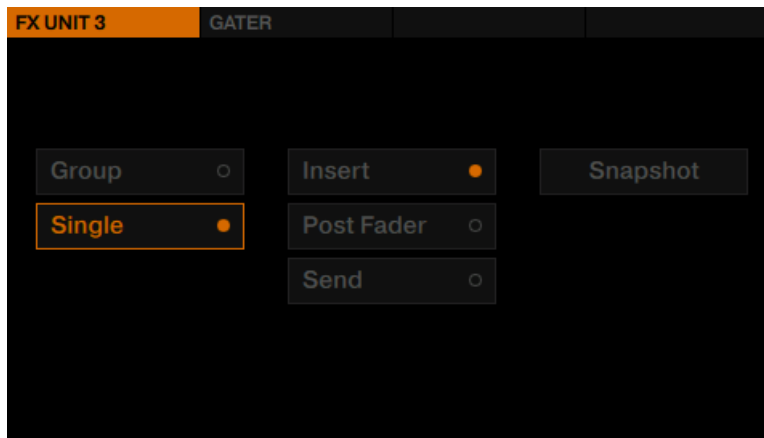 FX UNIT 3
GATER
Group
Insert
Snapshot
Single
Post Fader
Send